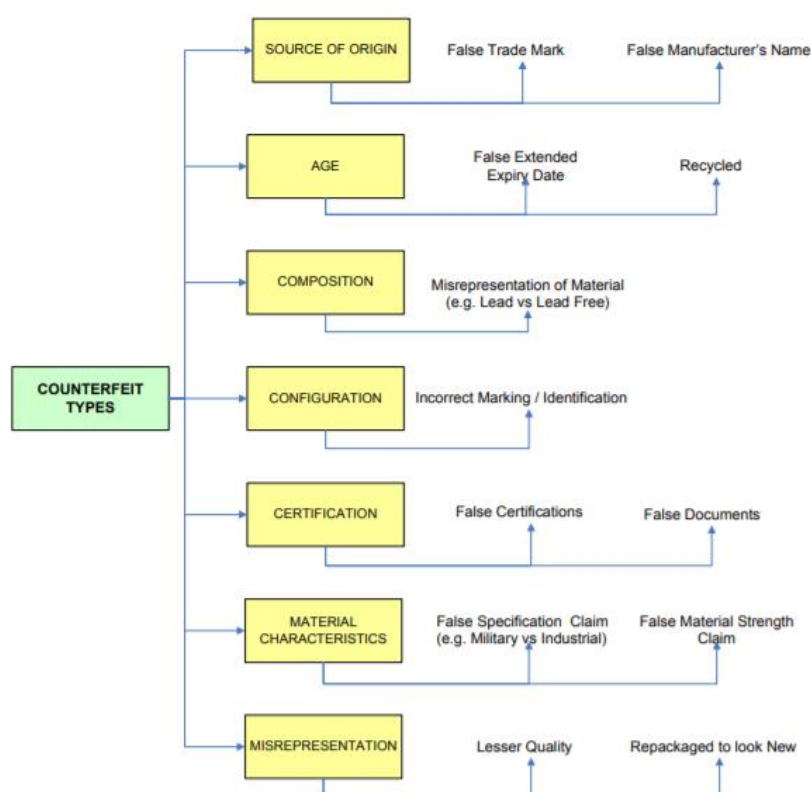 SOURCE OF ORIGIN
False Trade Mark
False Manufacturer's Name
AGE
False Extended
Expiry Date
Recycled
COMPOSITION
Misrepresentation of Material
(e.g. Lead vs Lead Free)
COUNTERFEIT
TYPES
CONFIGURATION
Incorrect Marking / Identification
CERTIFICATION
False Certifications
False Documents
MATERIAL
CHARACTERISTICS
False Specification Claim
(e.g. Military vs Industrial)
False Material Strength
Claim
MISREPRESENTATION
Lesser Quality
Repackaged to look New